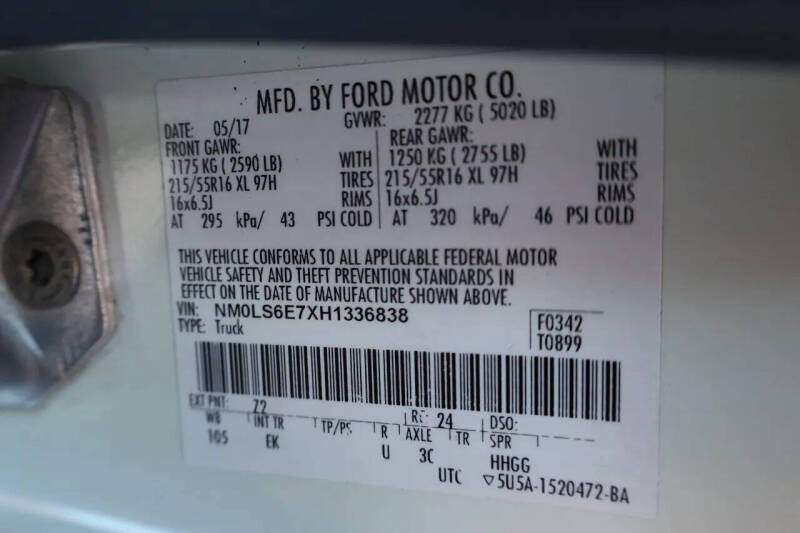 MFD. BY FORD MOTOR CO.
DATE: 05/17 GVWR: 2277 KG ( 5020 LB)
FRONT GAWR: REAR GAWR:
1175 KG ( 2590 LB) WITH 1250 KG ( 2755 LB) WITH
215/55R16 XL 97H TIRES 215/55R16 XL 97H TIRES
16x6.5J RIMS 16x6.5J RIMS
AT 295 kPa/ 43 PSI COLD AT 320 kPa/ 46 PSI COLD
THIS VEHICLE CONFORMS TO ALL APPLICABLE FEDERAL MOTOR
VEHICLE SAFETY AND THEFT PREVENTION STANDARDS IN
EFFECT ON THE DATE OF MANUFACTURE SHOWN ABOVE.
VIN: NM0LS6E7XH1336838 F0342
TYPE: Truck T0899
EXT PNT: Z2 RC: 24 DSO:
WB INT TR TP/PS R AXLE TR SPR
105 EK U 3C HHGG
UTC ▽5U5A-1520472-BA